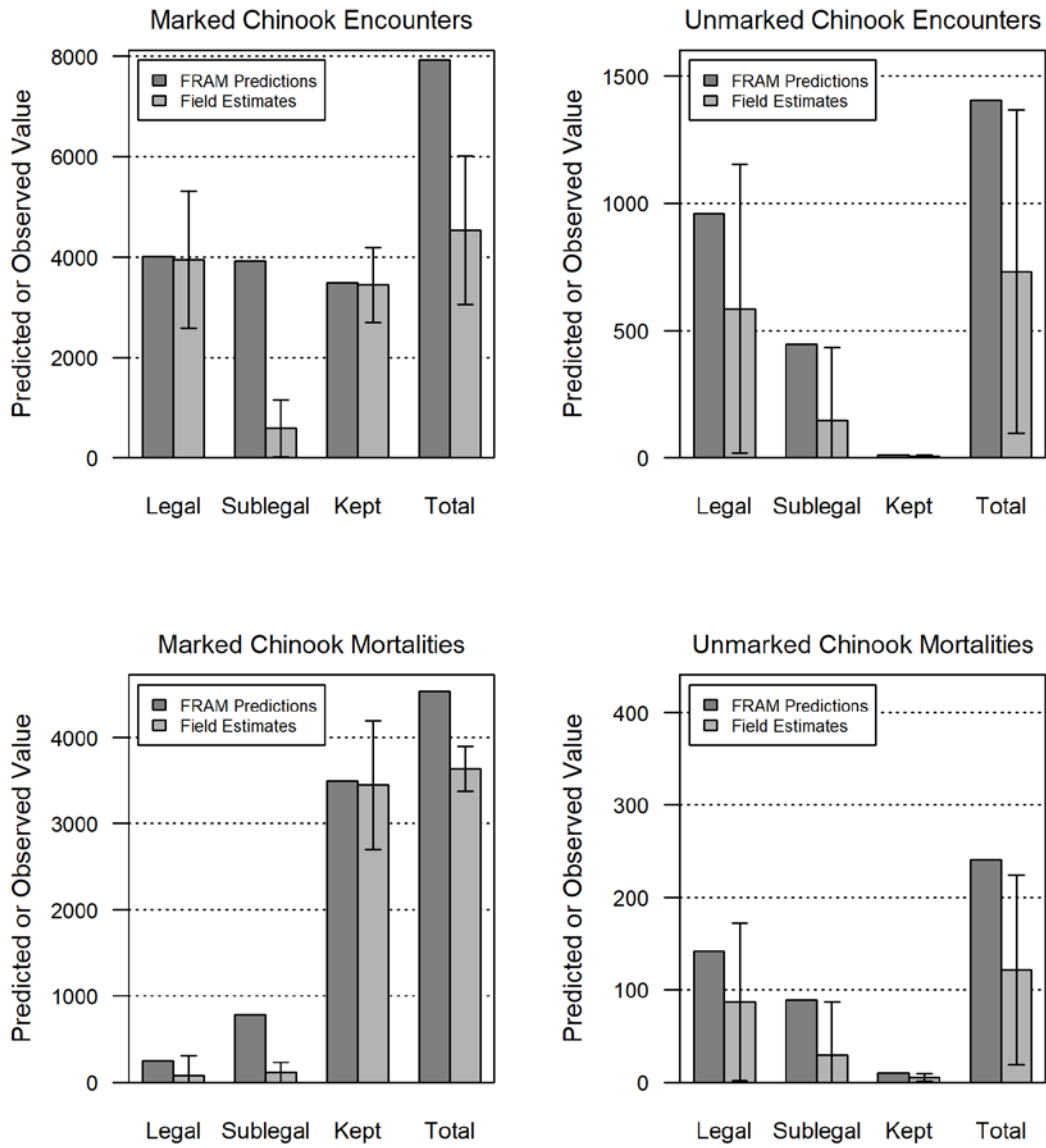 Marked Chinook Encounters
Predicted or Observed Value
8000
6000
4000
2000
0
FRAM Predictions
Field Estimates
Legal Sublegal Kept Total
Unmarked Chinook Encounters
Predicted or Observed Value
1500
1000
500
0
FRAM Predictions
Field Estimates
Legal Sublegal Kept Total
Marked Chinook Mortalities
Predicted or Observed Value
4000
3000
2000
1000
0
FRAM Predictions
Field Estimates
Legal Sublegal Kept Total
Unmarked Chinook Mortalities
Predicted or Observed Value
400
300
200
100
0
FRAM Predictions
Field Estimates
Legal Sublegal Kept Total